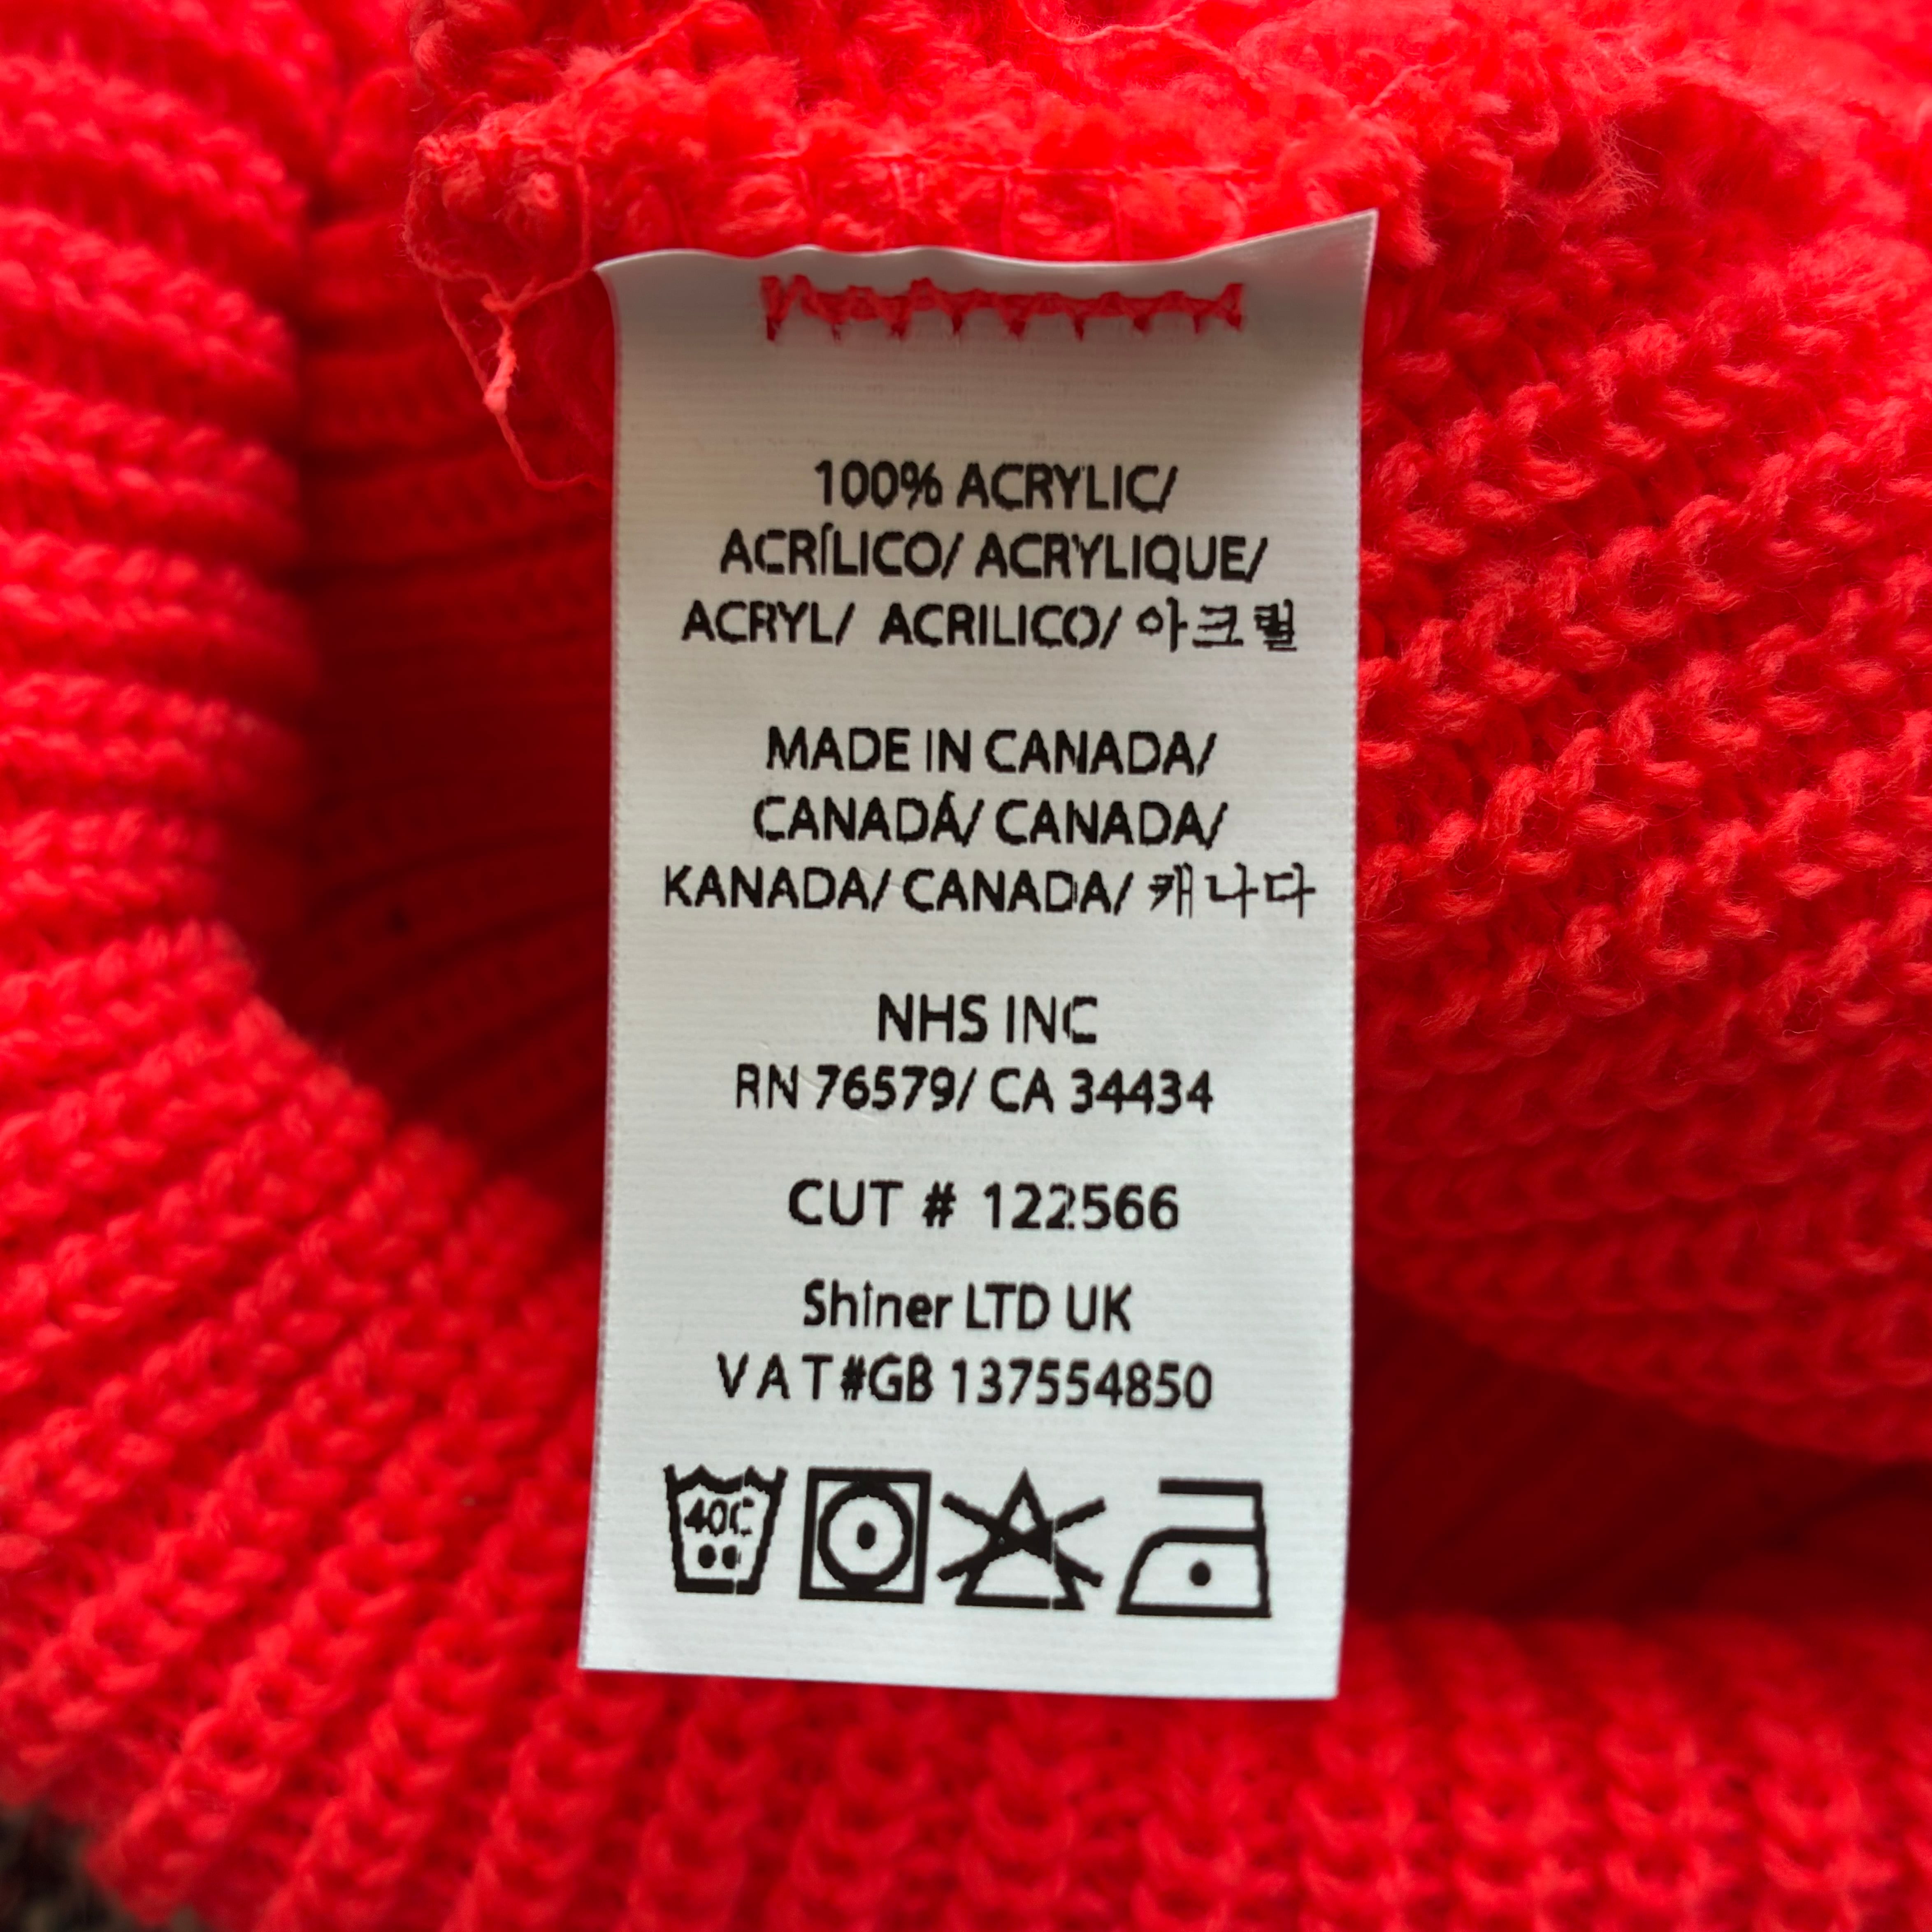 100% ACRYLIC/
ACRÍLICO/ ACRYLIQUE/
ACRYL/ ACRILICO/ 아크릴
MADE IN CANADA/
CANADÁ/ CANADA/
KANADA/ CANADA/ 캐나다
NHS INC
RN 76579/ CA 34434
CUT # 122566
Shiner LTD UK
VAT#GB 137554850
40C